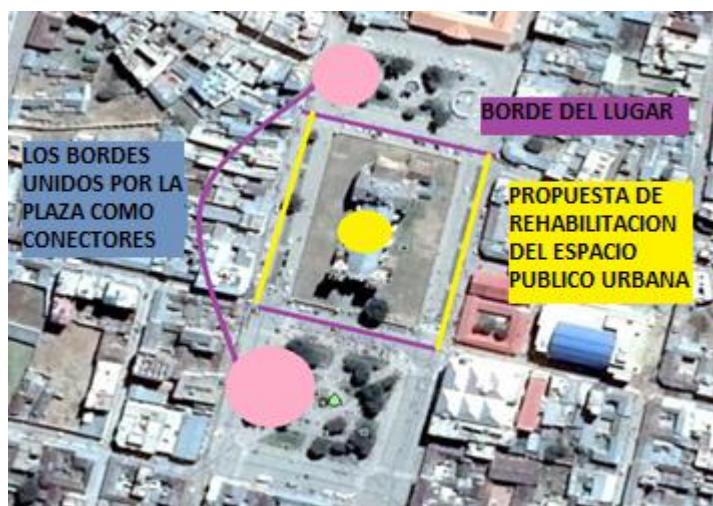 BORDE DEL LUGAR
LOS BORDES
UNIDOS POR LA
PLAZA COMO
CONECTORES
PROPUESTA DE
REHABILITACION
DEL ESPACIO
PUBLICO URBANA